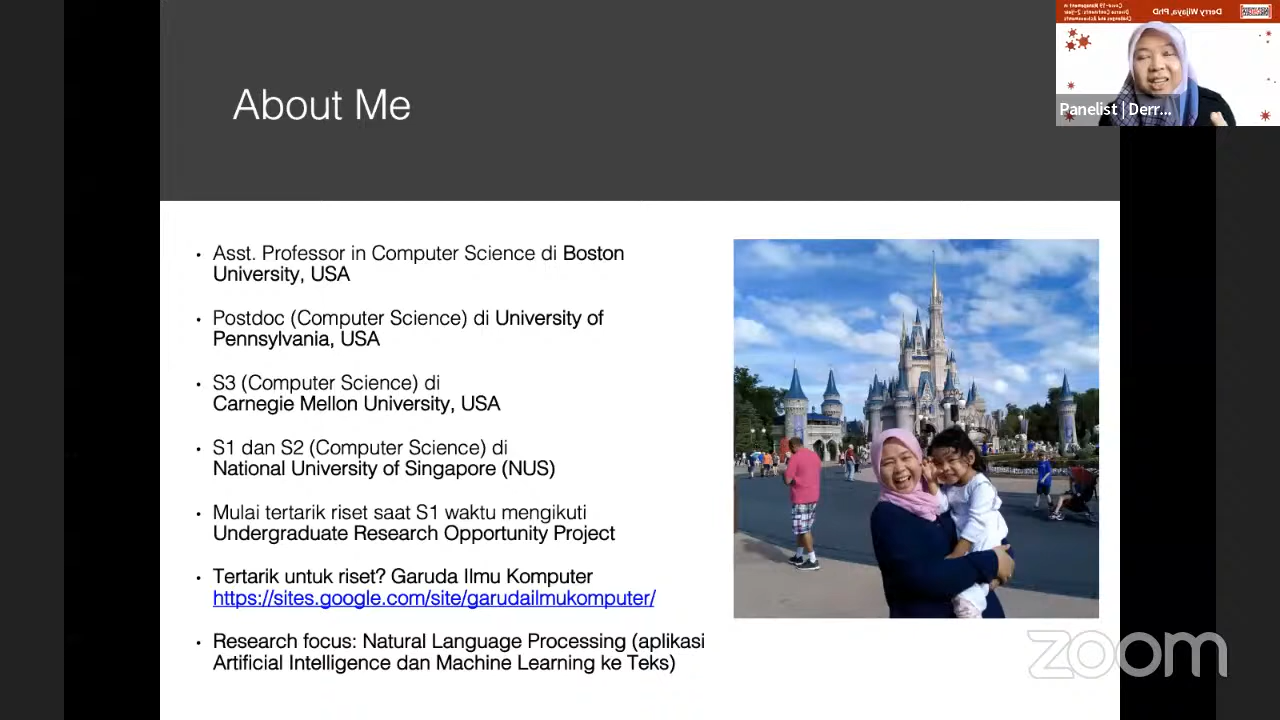 About Me
• Asst. Professor in Computer Science di Boston
University, USA
• Postdoc (Computer Science) di University of
Pennsylvania, USA
• S3 (Computer Science) di
Carnegie Mellon University, USA
• S1 dan S2 (Computer Science) di
National University of Singapore (NUS)
• Mulai tertarik riset saat S1 waktu mengikuti
Undergraduate Research Opportunity Project
• Tertarik untuk riset? Garuda Ilmu Komputer
https://sites.google.com/site/garudailmukomputer/
• Research focus: Natural Language Processing (aplikasi
Artificial Intelligence dan Machine Learning ke Teks)
Derry Wijaya, PhD
Panelist | Derr...
zoom